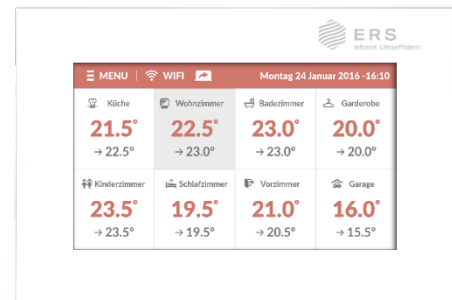 ERS
Infrarot. Ultraeffizient.
MENU | WIFI Montag 24 Januar 2016 -16:10
Küche Wohnzimmer Badezimmer Garderobe
21.5° 22.5° 23.0° 20.0°
→ 22.5° → 23.0° → 23.0° → 20.0°
Kinderzimmer Schlafzimmer Vorzimmer Garage
23.5° 19.5° 21.0° 16.0°
→ 23.5° → 19.5° → 20.5° → 15.5°